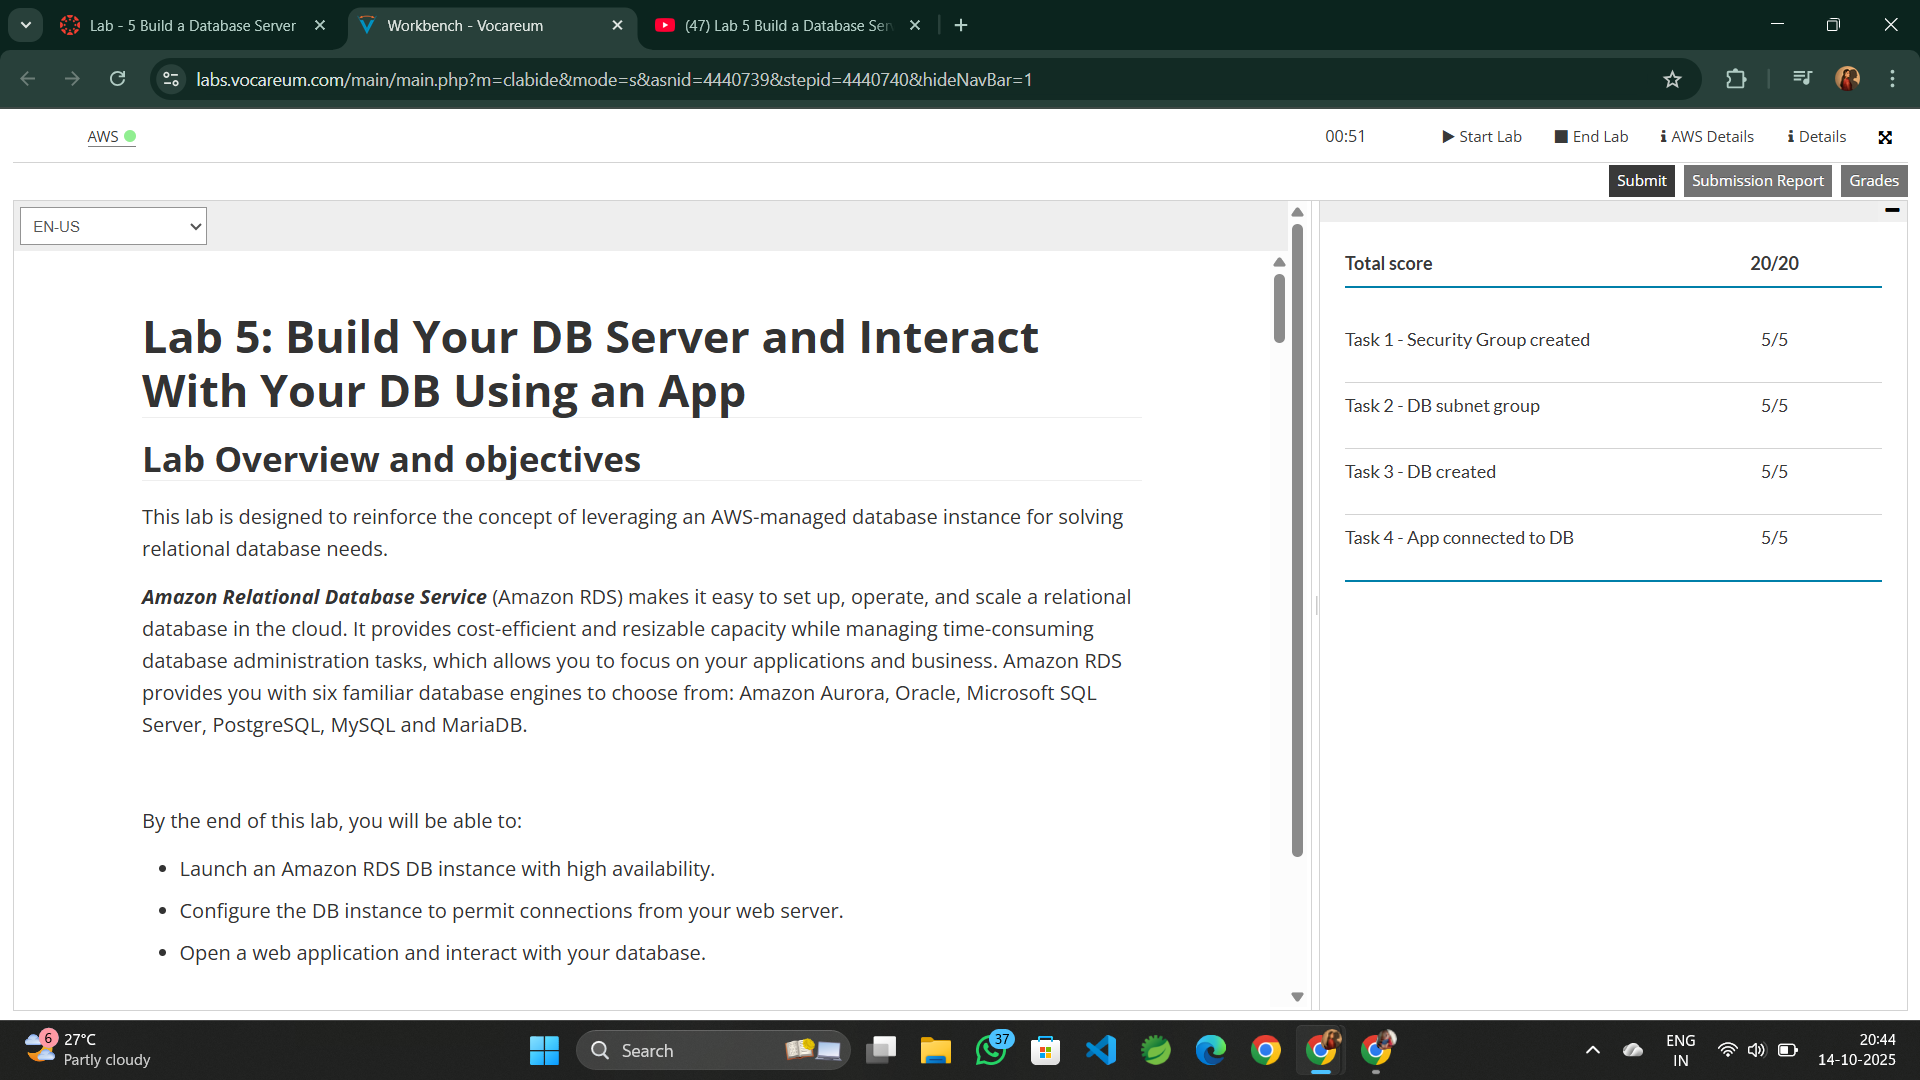 Lab - 5 Build a Database Server
Workbench - Vocareum
(47) Lab 5 Build a Database Ser
labs.vocareum.com/main/main.php?m=clabide&mode=s&asnid=4440739&stepid=4440740&hideNavBar=1
AWS
00:51
Start Lab
End Lab
AWS Details
Details
Submit
Submission Report
Grades
EN-US
Lab 5: Build Your DB Server and Interact
With Your DB Using an App
Lab Overview and objectives
This lab is designed to reinforce the concept of leveraging an AWS-managed database instance for solving
relational database needs.
Amazon Relational Database Service (Amazon RDS) makes it easy to set up, operate, and scale a relational
database in the cloud. It provides cost-efficient and resizable capacity while managing time-consuming
database administration tasks, which allows you to focus on your applications and business. Amazon RDS
provides you with six familiar database engines to choose from: Amazon Aurora, Oracle, Microsoft SQL
Server, PostgreSQL, MySQL and MariaDB.
By the end of this lab, you will be able to:
• Launch an Amazon RDS DB instance with high availability.
• Configure the DB instance to permit connections from your web server.
• Open a web application and interact with your database.
Total score 20/20
Task 1 - Security Group created 5/5
Task 2 - DB subnet group 5/5
Task 3 - DB created 5/5
Task 4 - App connected to DB 5/5
6
27°C
Partly cloudy
Search
37
ENG
IN
20:44
14-10-2025